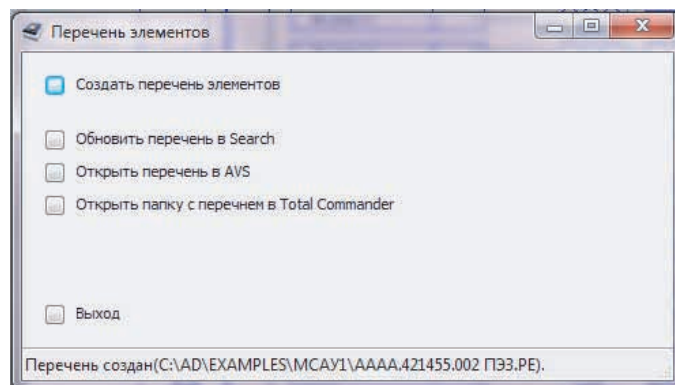 Перечень элементов
Создать перечень элементов
Обновить перечень в Search
Открыть перечень в AVS
Открыть папку с перечнем в Total Commander
Выход
Перечень создан(C:\AD\EXAMPLES\МСАУ1\АААА.421455.002 ПЭ3.РЕ).